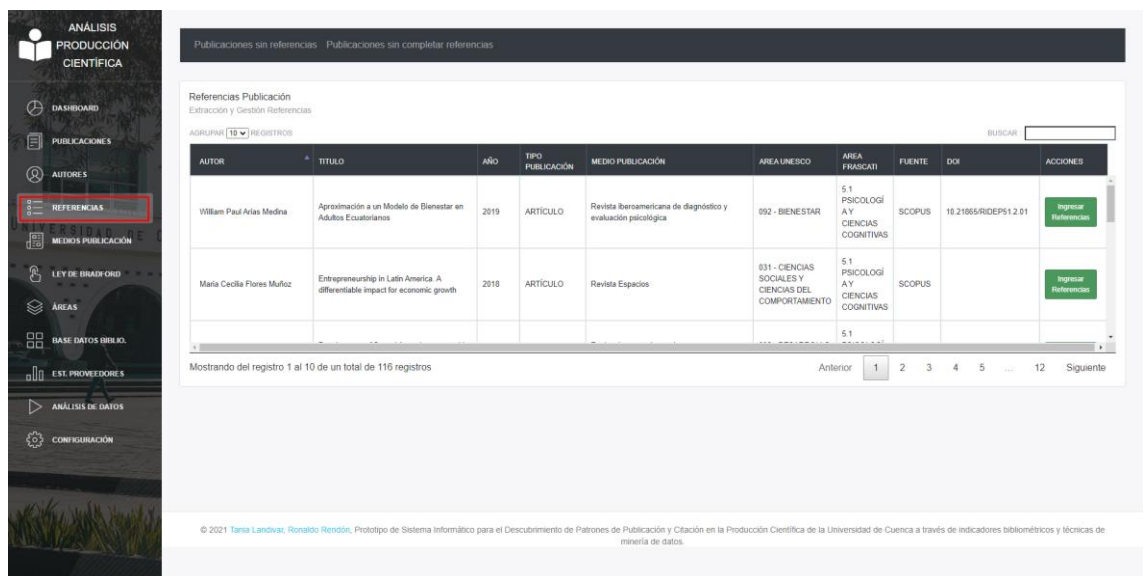 ANÁLISIS
PRODUCCIÓN
CIENTÍFICA
DASHBOARD
PUBLICACIONES
AUTORES
REFERENCIAS
MEDIOS PUBLICACIÓN
LEY DE BRADFORD
ÁREAS
BASE DATOS BIBLIO.
EST. PROVEEDORES
ANÁLISIS DE DATOS
CONFIGURACIÓN
Publicaciones sin referencias Publicaciones sin completar referencias
Referencias Publicación
Extracción y Gestión Referencias
AGRUPAR 10 REGISTROS BUSCAR :
AUTOR TITULO AÑO TIPO PUBLICACIÓN MEDIO PUBLICACIÓN AREA UNESCO AREA FRASCATI FUENTE DOI ACCIONES
William Paul Arias Medina Aproximación a un Modelo de Bienestar en Adultos Ecuatorianos 2019 ARTÍCULO Revista Iberoamericana de diagnóstico y evaluación psicológica 092 - BIENESTAR 5.1 PSICOLOGÍ A Y CIENCIAS COGNITIVAS SCOPUS 10.21865/RIDEP51.2.01 Ingresar Referencias
Maria Cecilia Flores Muñoz Entrepreneurship in Latin America. A differentiable impact for economic growth 2018 ARTÍCULO Revista Espacios 031 - CIENCIAS SOCIALES Y CIENCIAS DEL COMPORTAMIENTO 5.1 PSICOLOGÍ A Y CIENCIAS COGNITIVAS SCOPUS Ingresar Referencias
5.1
Mostrando del registro 1 al 10 de un total de 116 registros
Anterior 1 2 3 4 5 ... 12 Siguiente
© 2021 Tania Landivar, Ronaldo Rendón, Prototipo de Sistema Informático para el Descubrimiento de Patrones de Publicación y Citación en la Producción Científica de la Universidad de Cuenca a través de indicadores bibliométricos y técnicas de
minería de datos.